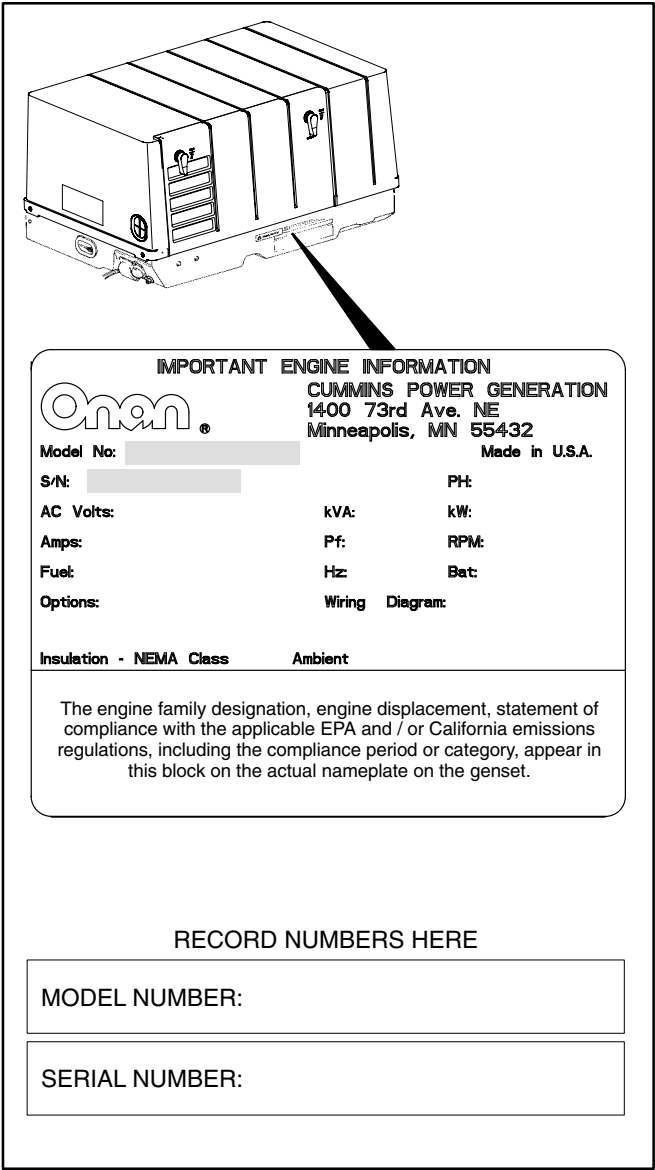 IMPORTANT ENGINE INFORMATION
Onan ®
CUMMINS POWER GENERATION
1400 73rd Ave. NE
Minneapolis, MN 55432
Model No:
Made in U.S.A.
S/N:
PH:
AC Volts:
kVA:
kW:
Amps:
Pf:
RPM:
Fuel:
Hz:
Bat:
Options:
Wiring Diagram:
Insulation - NEMA Class Ambient
The engine family designation, engine displacement, statement of
compliance with the applicable EPA and / or California emissions
regulations, including the compliance period or category, appear in
this block on the actual nameplate on the genset.
RECORD NUMBERS HERE
MODEL NUMBER:
SERIAL NUMBER: